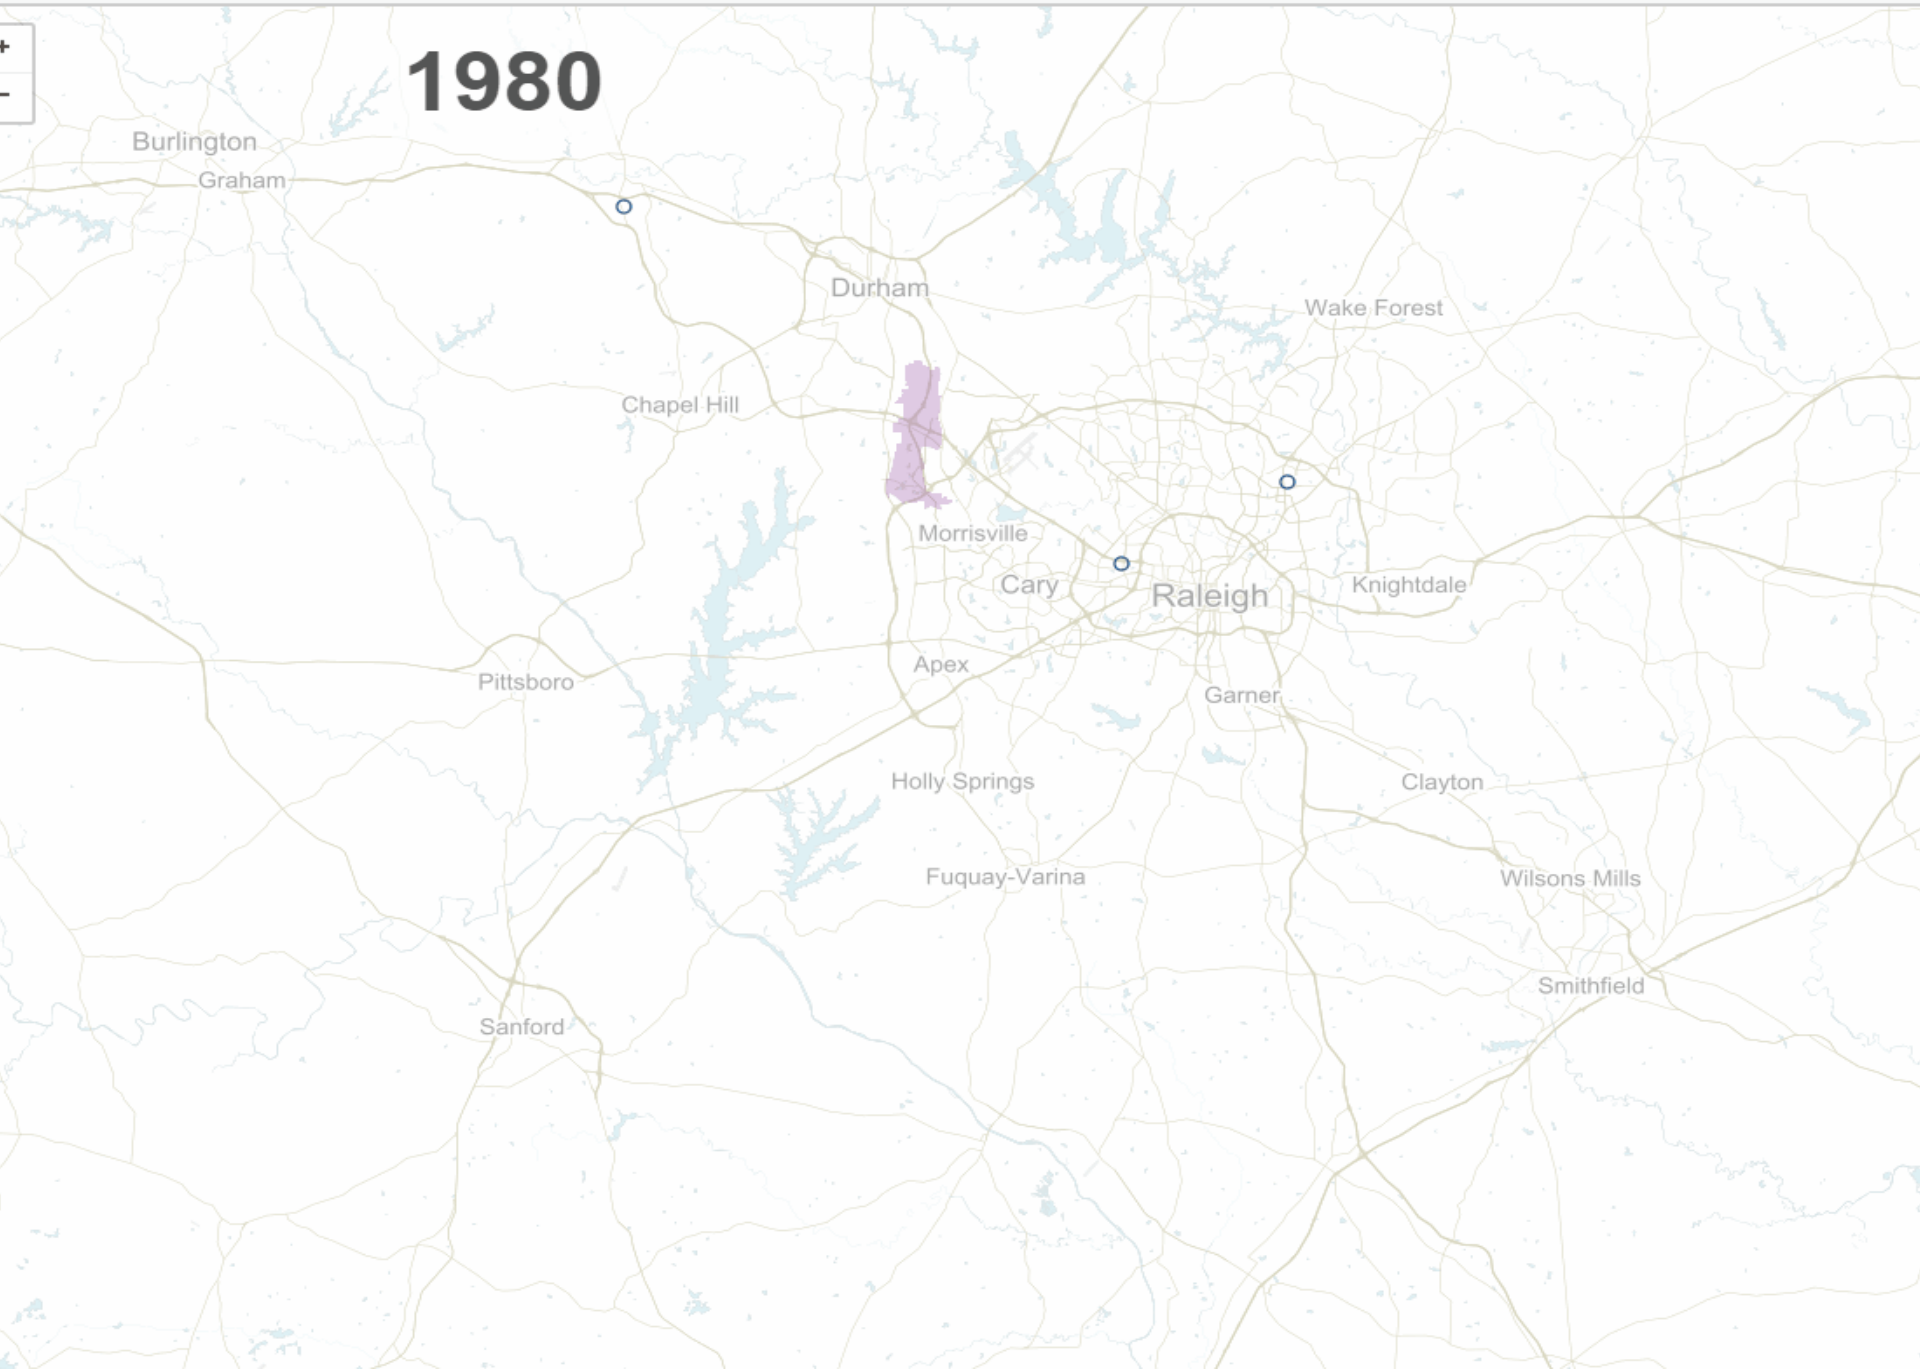 +
1980
−
Burlington
Graham
Durham
Wake Forest
Chapel Hill
Morrisville
Cary
Raleigh
Knightdale
Apex
Pittsboro
Garner
Holly Springs
Clayton
Fuquay-Varina
Wilsons Mills
Smithfield
Sanford